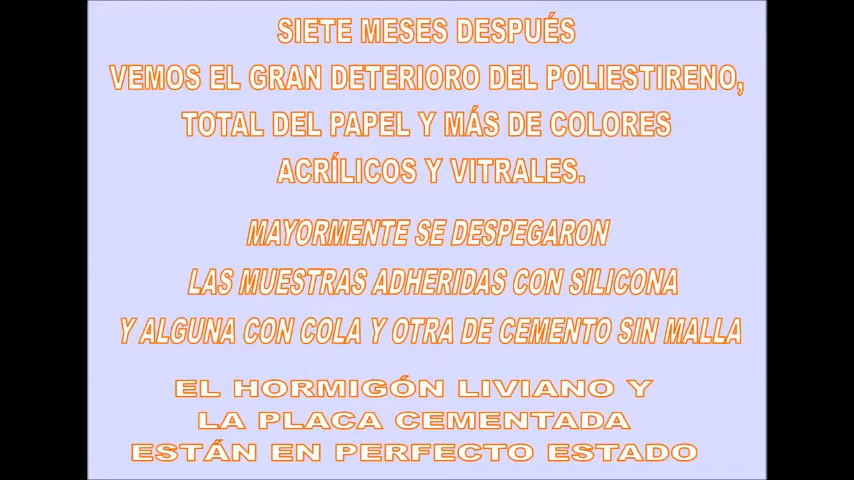 SIETE MESES DESPUÉS
VEMOS EL GRAN DETERIORO DEL POLIESTIRENO,
TOTAL DEL PAPEL Y MÁS DE COLORES
ACRÍLICOS Y VITRALES.
MAYORMENTE SE DESPEGARON
LAS MUESTRAS ADHERIDAS CON SILICONA
Y ALGUNA CON COLA Y OTRA DE CEMENTO SIN MALLA
EL HORMIGÓN LIVIANO Y
LA PLACA CEMENTADA
ESTÁN EN PERFECTO ESTADO